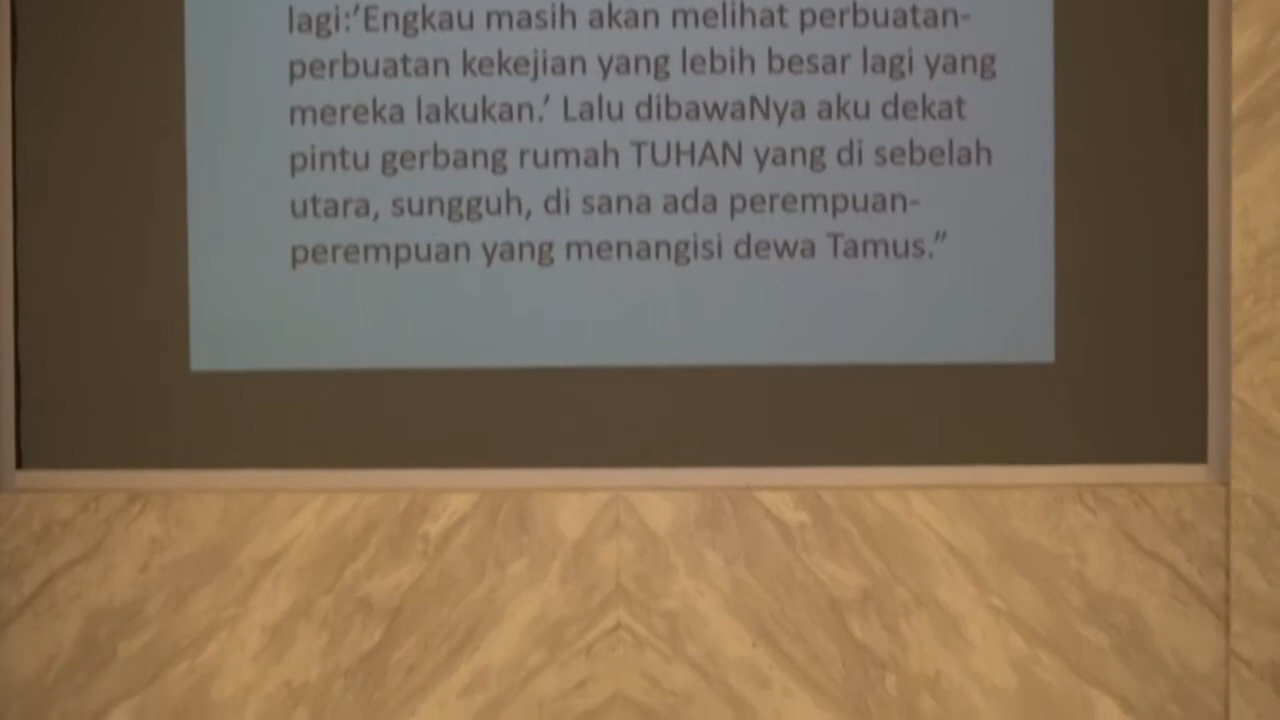 lagi:’Engkau masih akan melihat perbuatan-
perbuatan kekejian yang lebih besar lagi yang
mereka lakukan.’ Lalu dibawaNya aku dekat
pintu gerbang rumah TUHAN yang di sebelah
utara, sungguh, di sana ada perempuan-
perempuan yang menangisi dewa Tamus.”